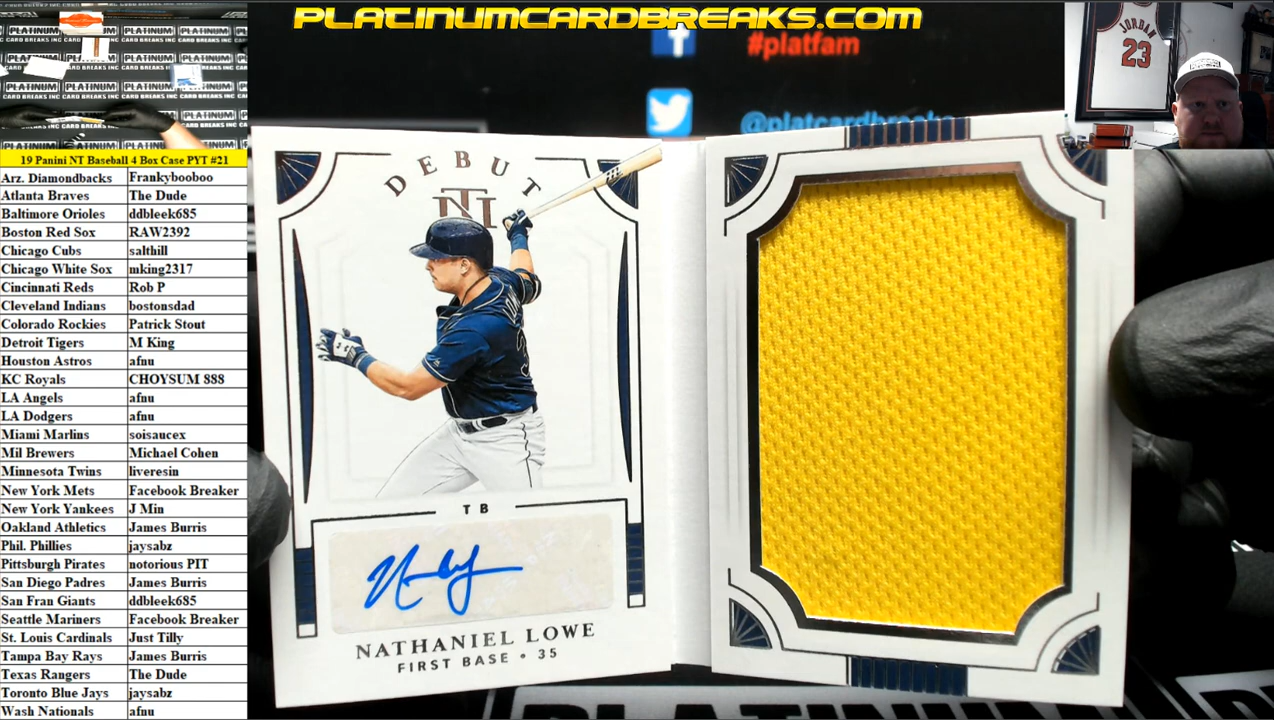 PLATINUMCARDBREAKS.COM
#platfam
@platcardbreaks
JORDAN
23
PLATINUM
CARD BREAKS INC
19 Panini NT Baseball 4 Box Case PYT #21
Arz. Diamondbacks Frankybooboo
Atlanta Braves The Dude
Baltimore Orioles ddbleek685
Boston Red Sox RAW2392
Chicago Cubs salthill
Chicago White Sox mking2317
Cincinnati Reds Rob P
Cleveland Indians bostonsdad
Colorado Rockies Patrick Stout
Detroit Tigers M King
Houston Astros afnu
KC Royals CHOYSUM 888
LA Angels afnu
LA Dodgers afnu
Miami Marlins soisaucex
Mil Brewers Michael Cohen
Minnesota Twins liveresin
New York Mets Facebook Breaker
New York Yankees J Min
Oakland Athletics James Burris
Phil. Phillies jaysabz
Pittsburgh Pirates notorious PIT
San Diego Padres James Burris
San Fran Giants ddbleek685
Seattle Mariners Facebook Breaker
St. Louis Cardinals Just Tilly
Tampa Bay Rays James Burris
Texas Rangers The Dude
Toronto Blue Jays jaysabz
Wash Nationals afnu
DEBUT
NT
TB
NATHANIEL LOWE
FIRST BASE • 35